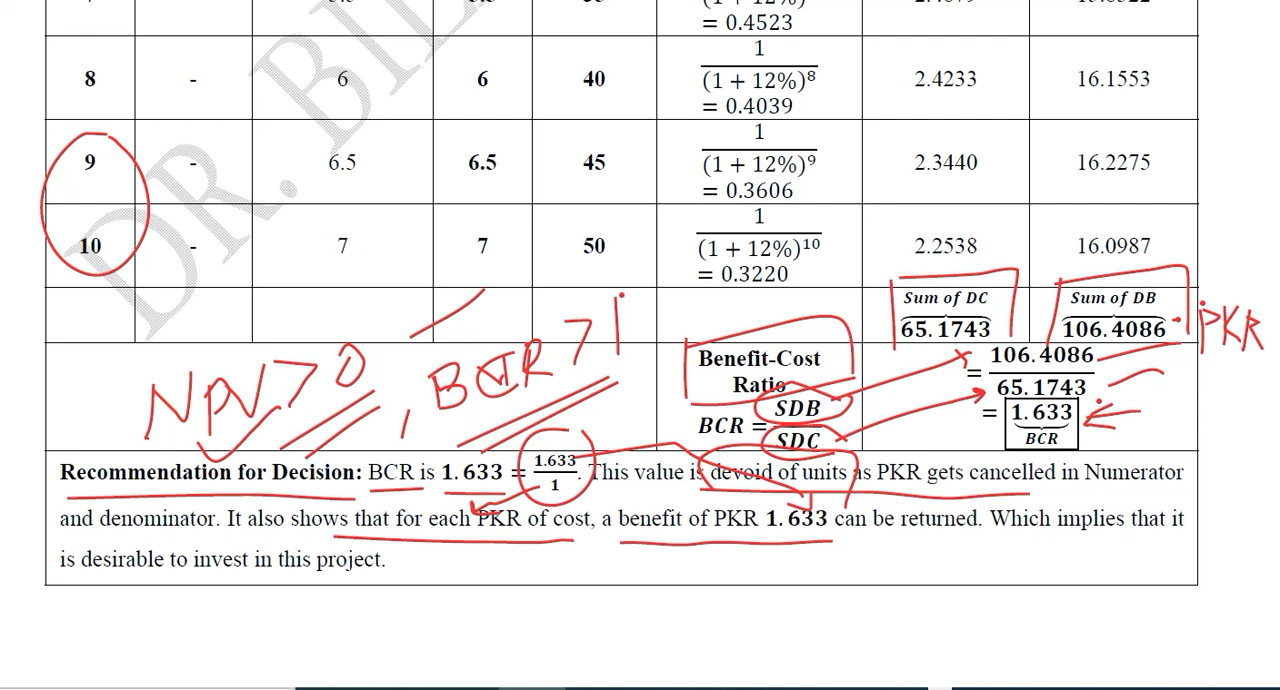 = 0.4523
8 - 6 6 40 1/(1 + 12%)⁸ = 0.4039 2.4233 16.1553
9 - 6.5 6.5 45 1/(1 + 12%)⁹ = 0.3606 2.3440 16.2275
10 - 7 7 50 1/(1 + 12%)¹⁰ = 0.3220 2.2538 16.0987
Sum of DC 65.1743 Sum of DB 106.4086 PKR
NPV > 0, BCR > 1
Benefit-Cost Ratio
BCR = SDB/SDC = 106.4086/65.1743
= 1.633 BCR
Recommendation for Decision: BCR is 1.633 = 1.633/1. This value is devoid of units as PKR gets cancelled in Numerator
and denominator. It also shows that for each PKR of cost, a benefit of PKR 1.633 can be returned. Which implies that it
is desirable to invest in this project.
DR. BIL